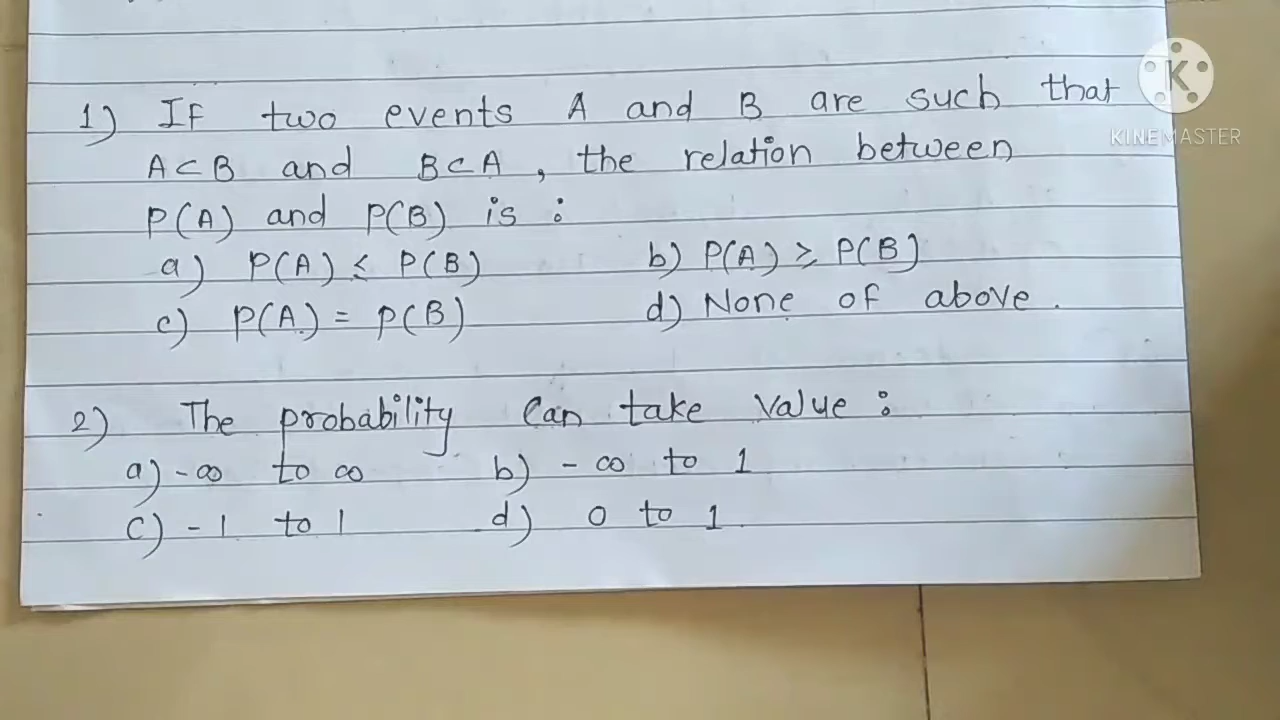 1) If two events A and B are such that
A⊂B and B⊂A, the relation between
P(A) and P(B) is :
a) P(A) ≤ P(B) b) P(A) ≥ P(B)
c) P(A) = P(B) d) None of above.
2) The probability Can take value :
a) -∞ to ∞ b) -∞ to 1
c) -1 to 1 d) 0 to 1
K
KINEMASTER